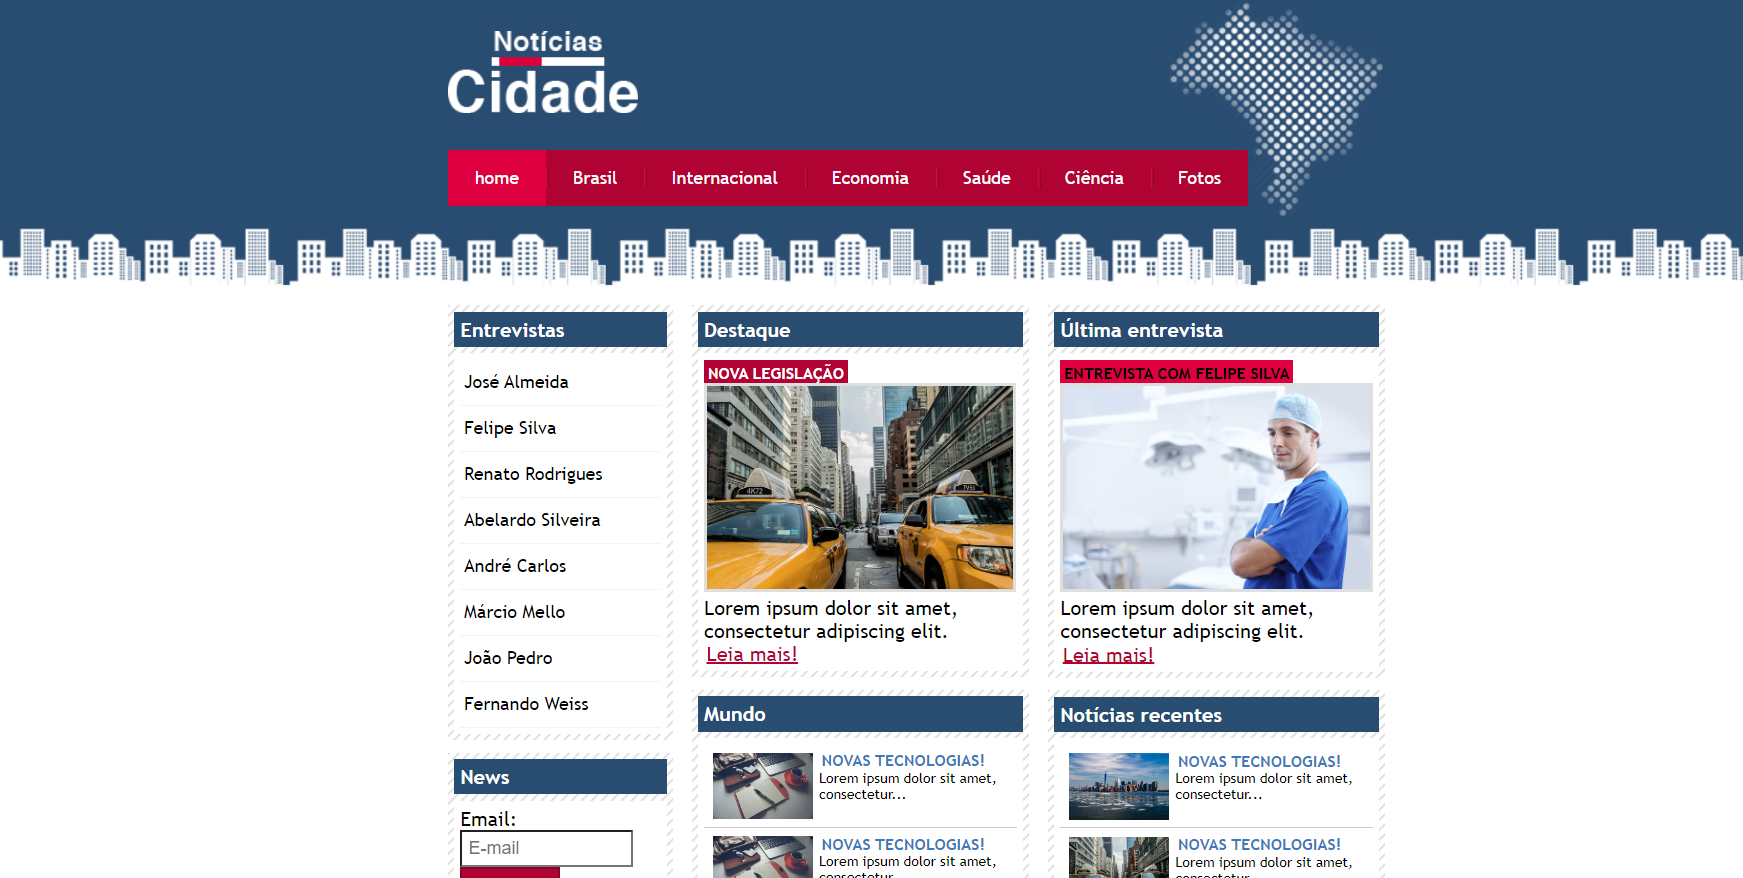 Notícias
Cidade
home Brasil Internacional Economia Saúde Ciência Fotos
Entrevistas
José Almeida
Felipe Silva
Renato Rodrigues
Abelardo Silveira
André Carlos
Márcio Mello
João Pedro
Fernando Weiss
News
Email:
E-mail
Destaque
NOVA LEGISLAÇÃO
4K72
Lorem ipsum dolor sit amet,
consectetur adipiscing elit.
Leia mais!
Mundo
NOVAS TECNOLOGIAS!
Lorem ipsum dolor sit amet,
consectetur...
NOVAS TECNOLOGIAS!
Lorem ipsum dolor sit amet,
consectetur...
Última entrevista
ENTREVISTA COM FELIPE SILVA
Lorem ipsum dolor sit amet,
consectetur adipiscing elit.
Leia mais!
Notícias recentes
NOVAS TECNOLOGIAS!
Lorem ipsum dolor sit amet,
consectetur...
NOVAS TECNOLOGIAS!
Lorem ipsum dolor sit amet,
consectetur...